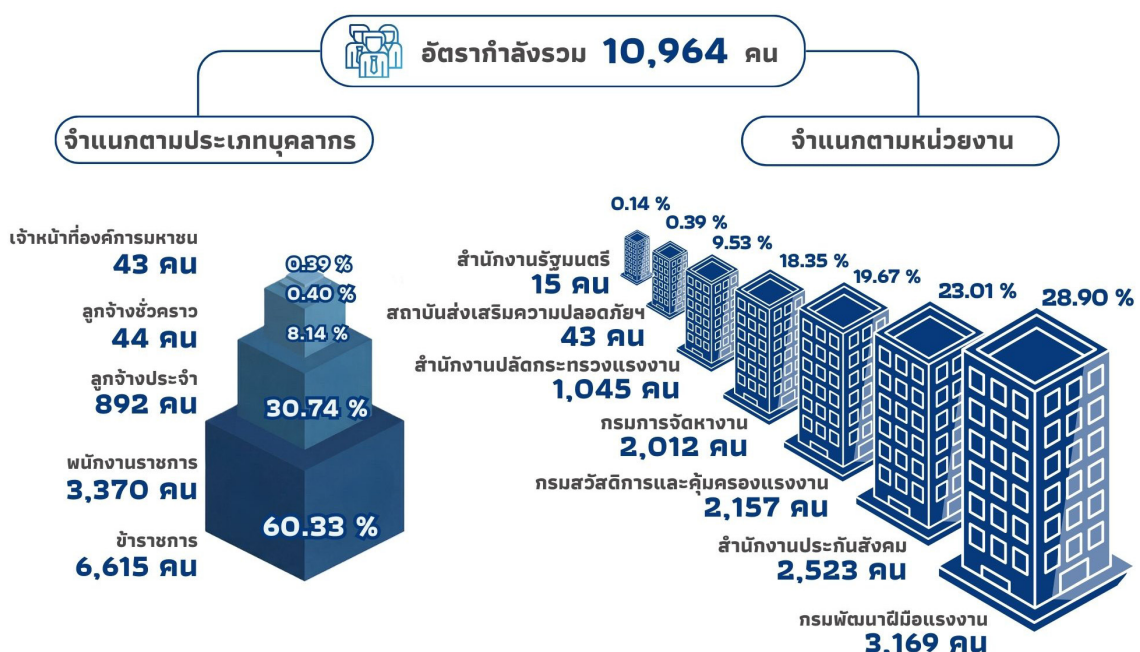 อัตรากำลังรวม 10,964 คน
จำแนกตามประเภทบุคลากร
เจ้าหน้าที่องค์การมหาชน
43 คน
0.39 %
ลูกจ้างชั่วคราว
44 คน
0.40 %
ลูกจ้างประจำ
892 คน
8.14 %
พนักงานราชการ
3,370 คน
30.74 %
ข้าราชการ
6,615 คน
60.33 %
จำแนกตามหน่วยงาน
0.14 %
สำนักงานรัฐมนตรี
15 คน
0.39 %
สถาบันส่งเสริมความปลอดภัยฯ
43 คน
9.53 %
สำนักงานปลัดกระทรวงแรงงาน
1,045 คน
18.35 %
กรมการจัดหางาน
2,012 คน
19.67 %
กรมสวัสดิการและคุ้มครองแรงงาน
2,157 คน
23.01 %
สำนักงานประกันสังคม
2,523 คน
28.90 %
กรมพัฒนาฝีมือแรงงาน
3,169 คน